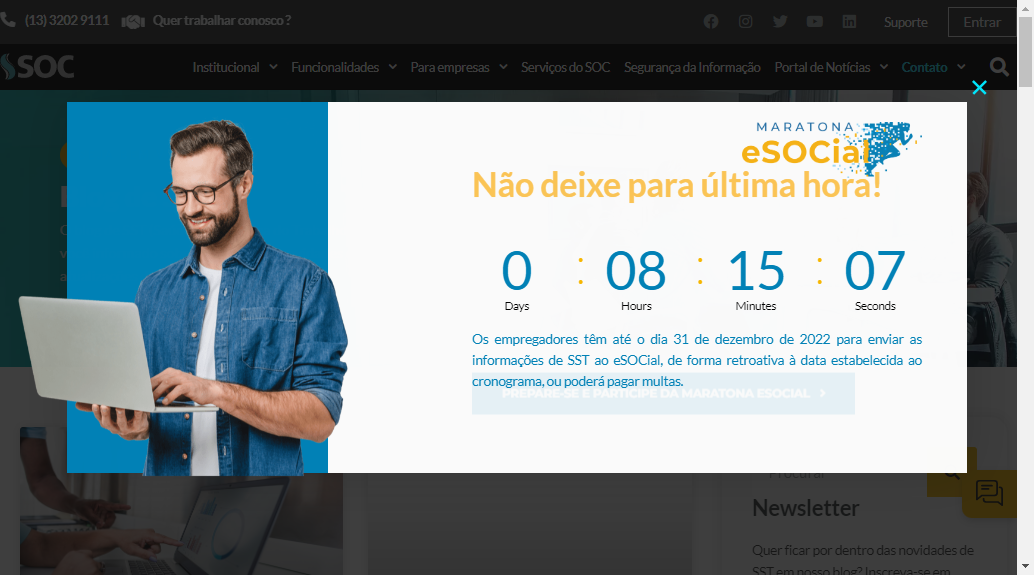 (13) 3202 9111 Quer trabalhar conosco ?
Suporte Entrar
SOC
Institucional Funcionalidades Para empresas Serviços do SOC Segurança da Informação Portal de Notícias Contato
MARATONA
eSOCial
Não deixe para última hora!
0 : 08 : 15 : 07
Days Hours Minutes Seconds
Os empregadores têm até o dia 31 de dezembro de 2022 para enviar as
informações de SST ao eSOCial, de forma retroativa à data estabelecida ao
cronograma, ou poderá pagar multas.
PREPARE-SE E PARTICIPE DA MARATONA ESOCIAL
Procurar
Newsletter
Quer ficar por dentro das novidades de
SST em nosso blog? Inscreva-se em